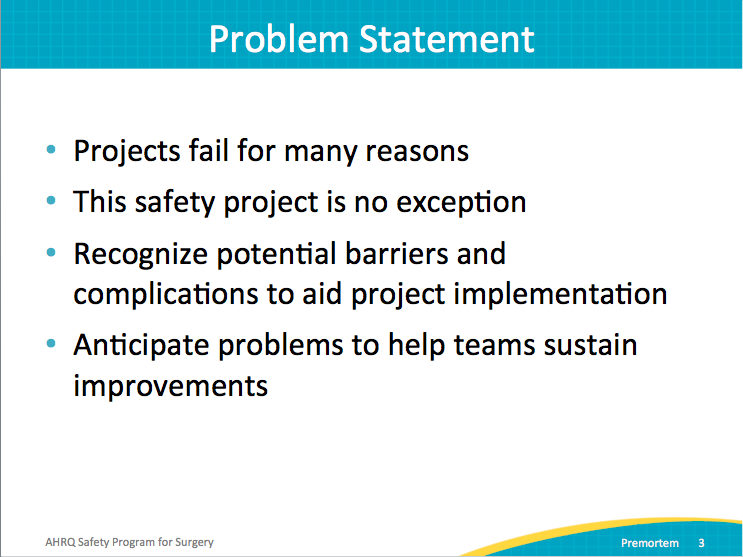 Problem Statement
• Projects fail for many reasons
• This safety project is no exception
• Recognize potential barriers and
complications to aid project implementation
• Anticipate problems to help teams sustain
improvements
AHRQ Safety Program for Surgery
Premortem 3